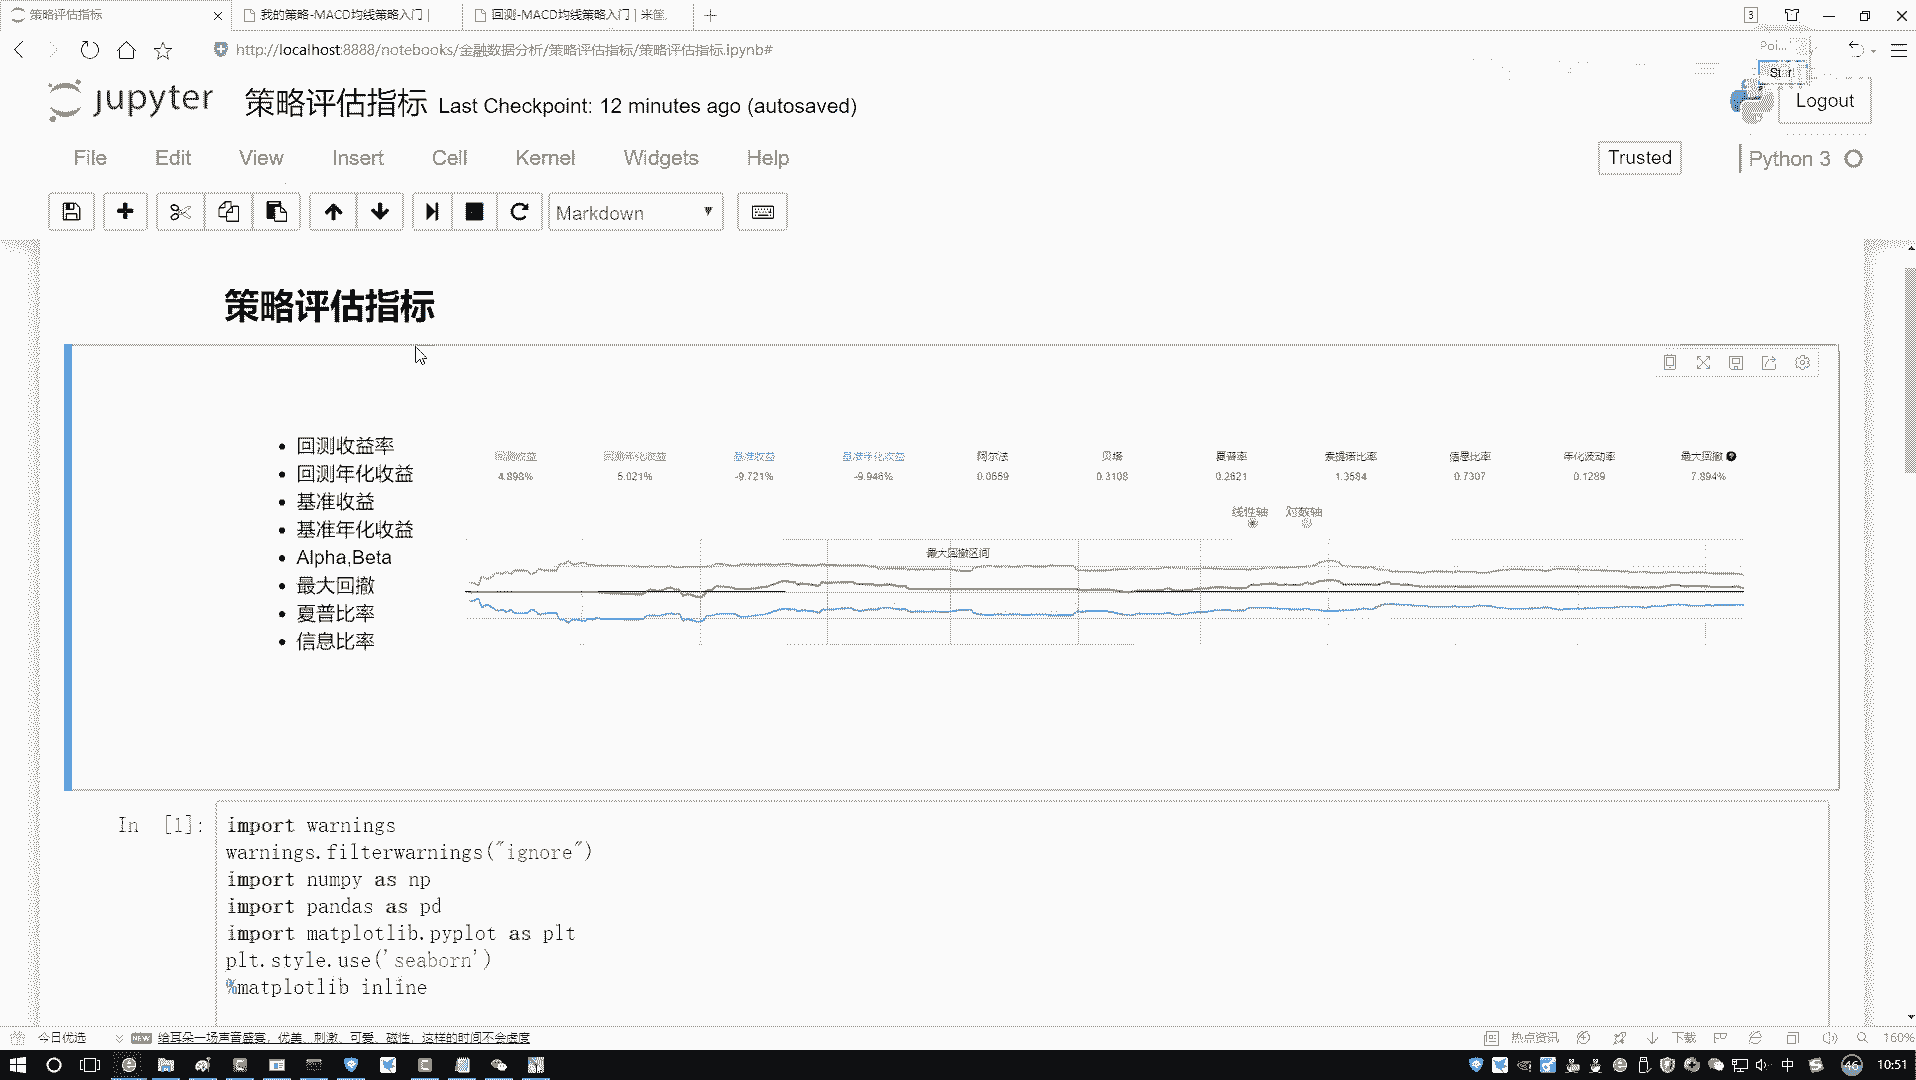 策略评估指标
我的策略-MACD均线策略入门 |
回测-MACD均线策略入门 | 米筐
3
http://localhost:8888/notebooks/金融数据分析/策略评估指标/策略评估指标.ipynb#
Poi...
Start
jupyter 策略评估指标 Last Checkpoint: 12 minutes ago (autosaved)
Logout
File Edit View Insert Cell Kernel Widgets Help
Trusted
Python 3
Markdown
策略评估指标
回测收益率
回测年化收益
基准收益
基准年化收益
Alpha,Beta
最大回撤
夏普比率
信息比率
回测收益 回测年化收益 基准收益 基准年化收益 阿尔法 贝塔 夏普率 索提诺比率 信息比率 年化波动率 最大回撤
4.898% 5.021% -9.721% -9.946% 0.0659 0.3108 0.2621 1.3584 0.7307 0.1289 7.894%
线性轴 对数轴
最大回撤区间
In [1]:
import warnings
warnings.filterwarnings("ignore")
import numpy as np
import pandas as pd
import matplotlib.pyplot as plt
plt.style.use('seaborn')
%matplotlib inline
今日优选
NEW 给耳朵一场声音盛宴，优美、刺激、可爱、磁性，这样的时间不会虚度
热点资讯
下载
160%
中
46
10:51